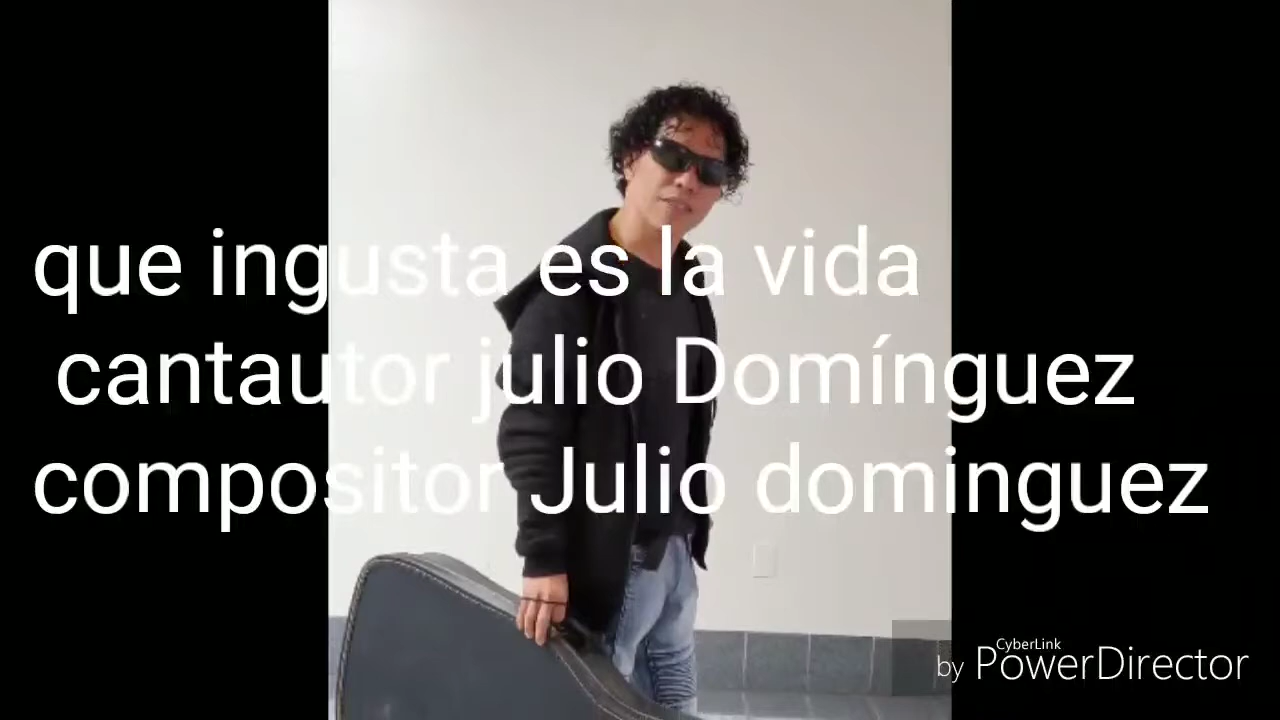 que ingusta es la vida
cantautor julio Domínguez
compositor Julio dominguez
CyberLink
by PowerDirector